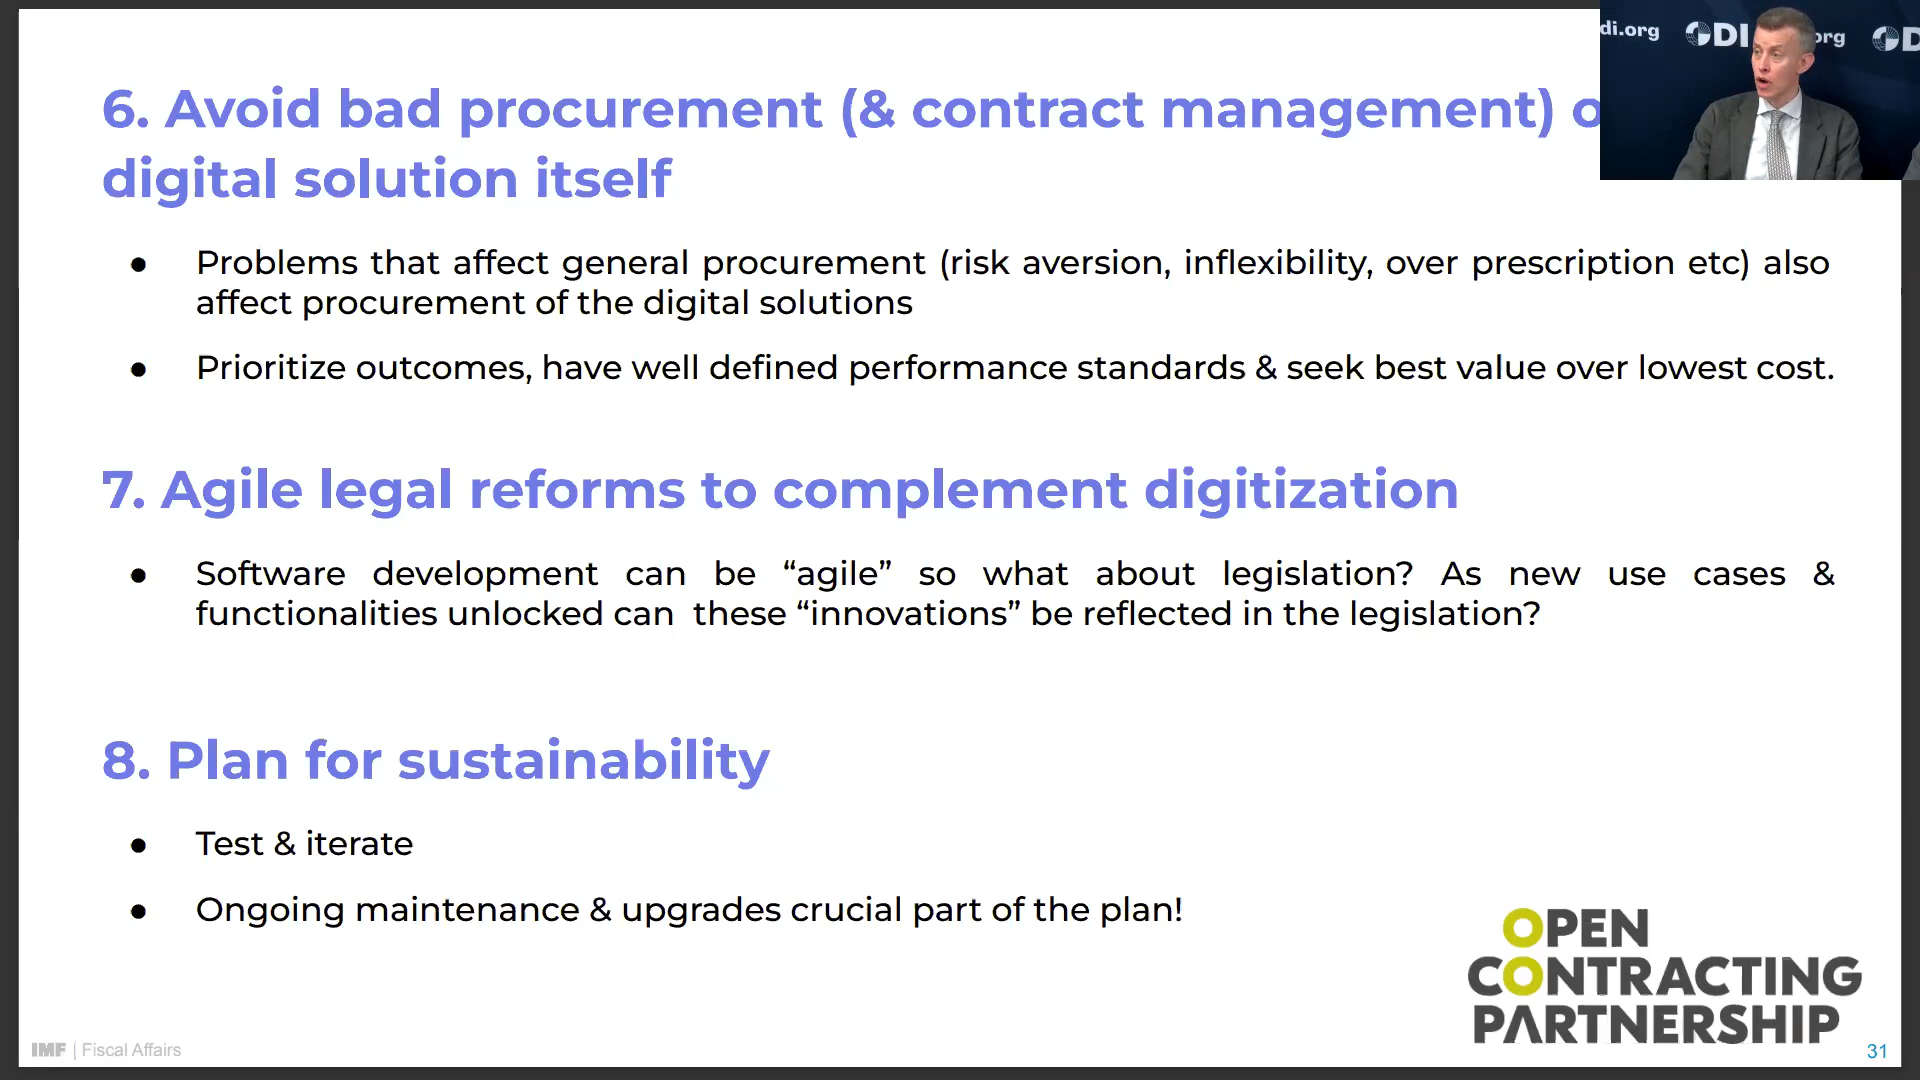 di.org
ODI
org
6. Avoid bad procurement (& contract management) o
digital solution itself
● Problems that affect general procurement (risk aversion, inflexibility, over prescription etc) also
affect procurement of the digital solutions
● Prioritize outcomes, have well defined performance standards & seek best value over lowest cost.
7. Agile legal reforms to complement digitization
● Software development can be “agile” so what about legislation? As new use cases &
functionalities unlocked can these “innovations” be reflected in the legislation?
8. Plan for sustainability
● Test & iterate
● Ongoing maintenance & upgrades crucial part of the plan!
OPEN
CONTRACTING
PARTNERSHIP
IMF | Fiscal Affairs
31